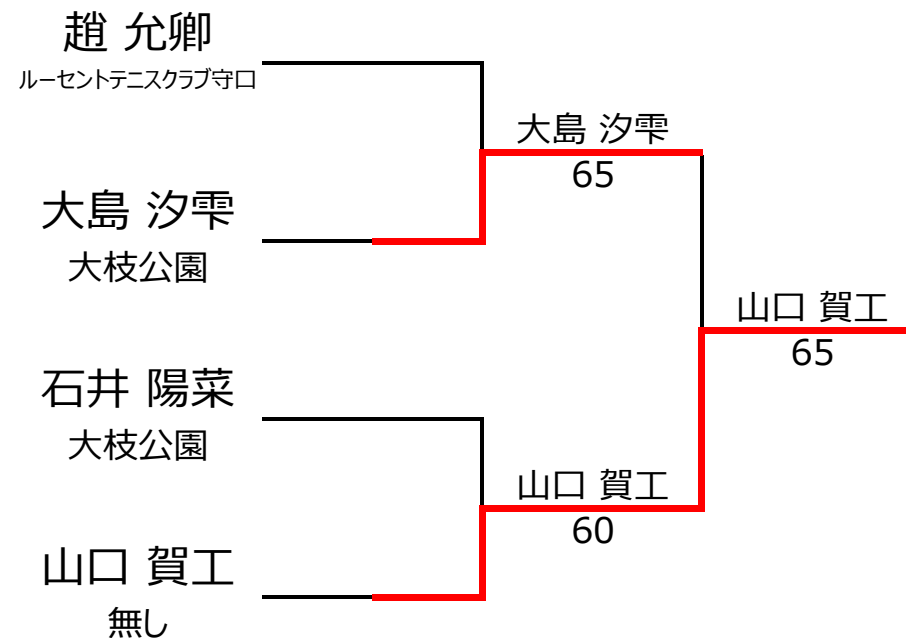 趙 允卿
ルーセントテニスクラブ守口
大島 汐雫
65
大島 汐雫
大枝公園
山口 賀工
65
石井 陽菜
大枝公園
山口 賀工
60
山口 賀工
無し